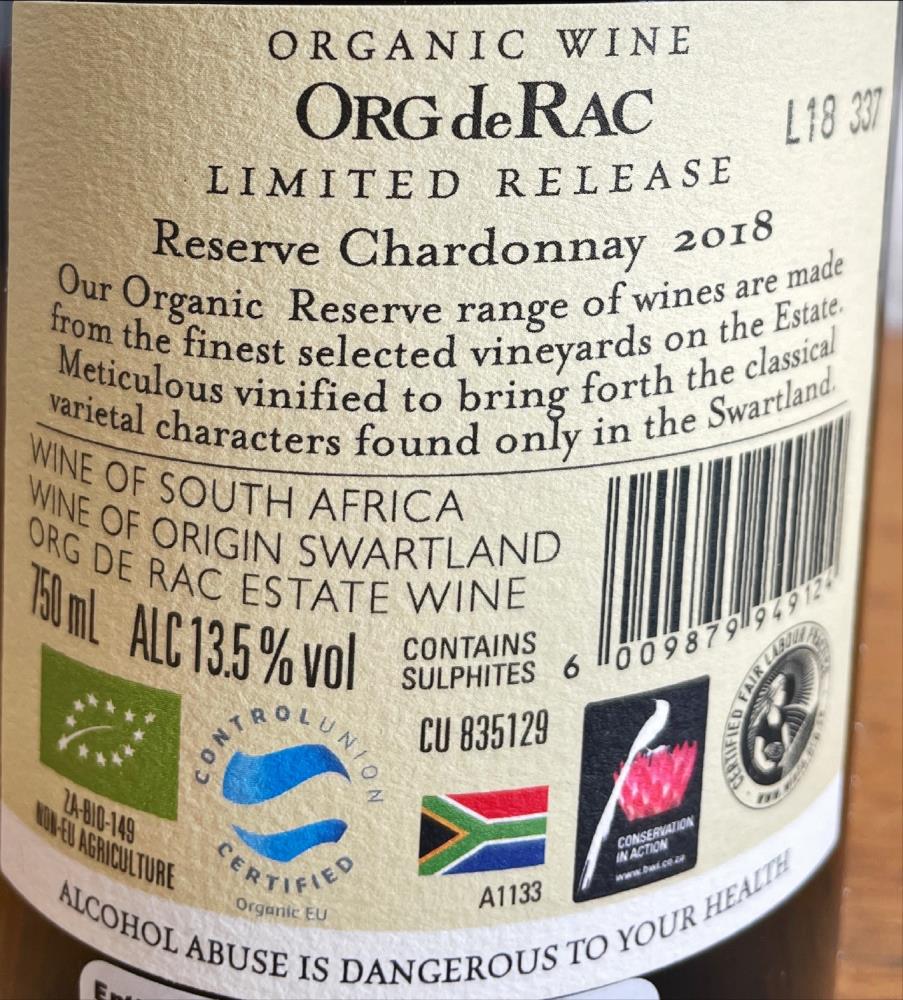 ORGANIC WINE
ORG de RAC
L18 337
LIMITED RELEASE
Reserve Chardonnay 2018
Our Organic Reserve range of wines are made
from the finest selected vineyards on the Estate.
Meticulous vinified to bring forth the classical
varietal characters found only in the Swartland.
WINE OF SOUTH AFRICA
WINE OF ORIGIN SWARTLAND
ORG DE RAC ESTATE WINE
750 mL ALC 13.5% vol
CONTAINS
SULPHITES
6 009879 949124
CU 835129
CONTROLUNION
CERTIFIED
Organic EU
ZA-BIO-149
NON-EU AGRICULTURE
A1133
CONSERVATION
IN ACTION
www.bwi.co.za
CERTIFIED FAIR LABOUR PRACTICE
ALCOHOL ABUSE IS DANGEROUS TO YOUR HEALTH